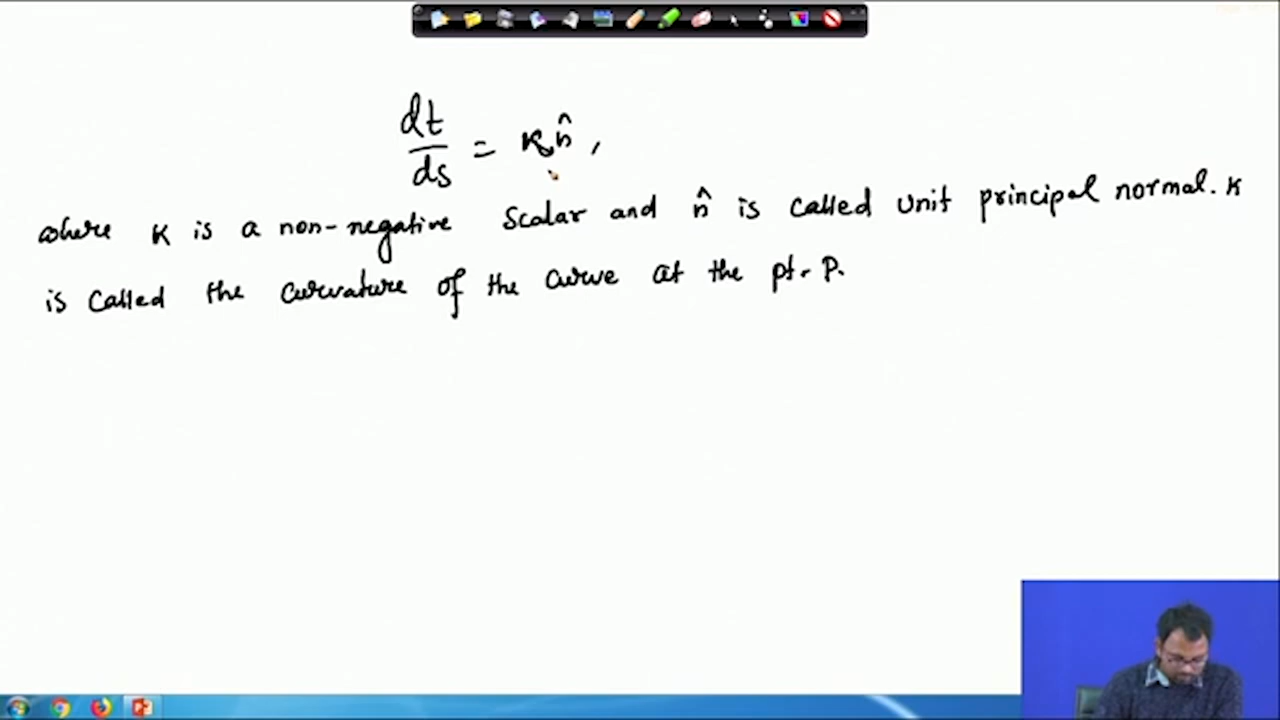 dt/ds = κn̂,
where κ is a non-negative scalar and n̂ is called unit principal normal. κ
is called the curvature of the curve at the pt. P.